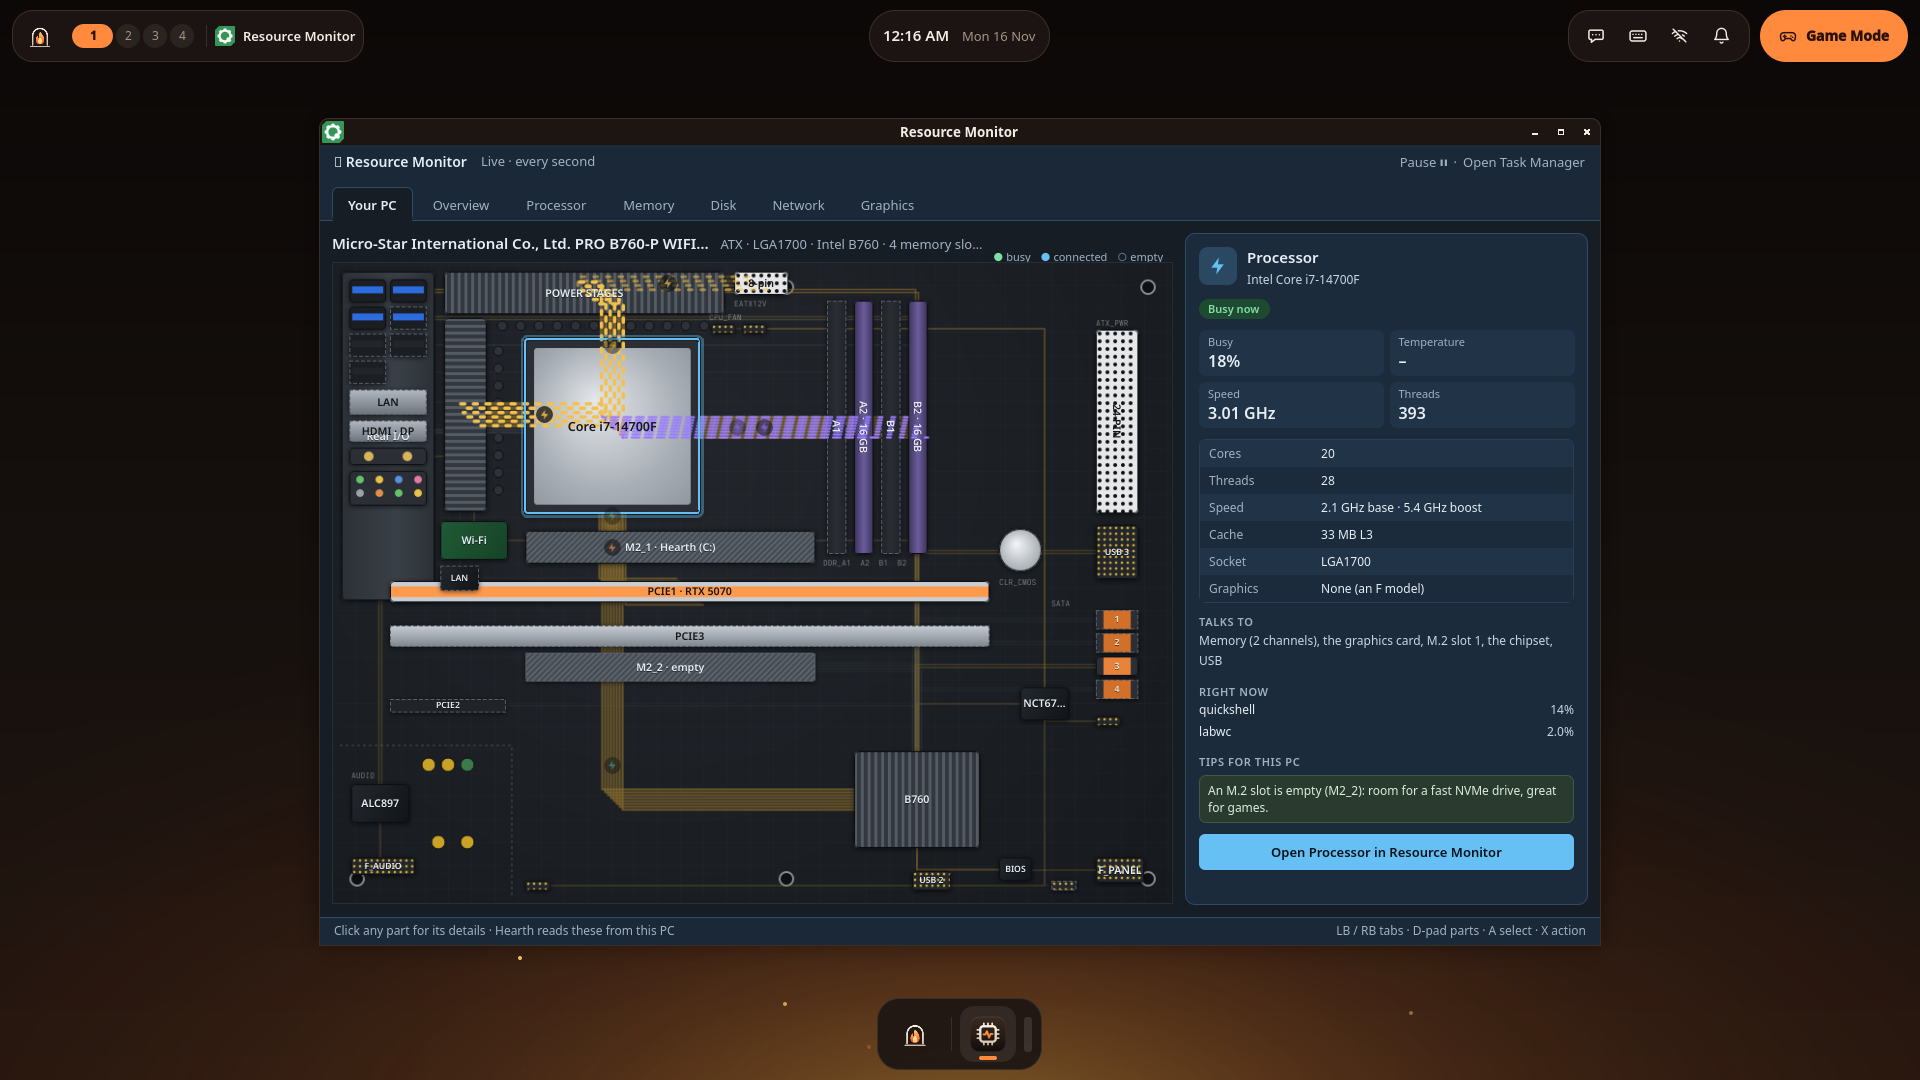 1 2 3 4 Resource Monitor
12:16 AM Mon 16 Nov
Game Mode
Resource Monitor
Resource Monitor Live · every second
Pause · Open Task Manager
Your PC Overview Processor Memory Disk Network Graphics
Micro-Star International Co., Ltd. PRO B760-P WIFI... ATX · LGA1700 · Intel B760 · 4 memory slo...
busy connected empty
POWER STAGES
8-pin
EATX12V
CPU_FAN
ATX_PWR
LAN
HDMI · DP
Rear I/O
Core i7-14700F
A1
A2 · 16 GB
B1
B2 · 16 GB
Wi-Fi
M2_1 · Hearth (C:)
USB 3
DDR_A1 A2 B1 B2
LAN
CLR_CMOS
PCIE1 · RTX 5070
SATA
1
PCIE3
2
M2_2 · empty
3
4
PCIE2
NCT67...
AUDIO
ALC897
B760
F_AUDIO
BIOS
F_PANEL
USB 2
Processor
Intel Core i7-14700F
Busy now
Busy
18%
Temperature
–
Speed
3.01 GHz
Threads
393
Cores 20
Threads 28
Speed 2.1 GHz base · 5.4 GHz boost
Cache 33 MB L3
Socket LGA1700
Graphics None (an F model)
TALKS TO
Memory (2 channels), the graphics card, M.2 slot 1, the chipset,
USB
RIGHT NOW
quickshell 14%
labwc 2.0%
TIPS FOR THIS PC
An M.2 slot is empty (M2_2): room for a fast NVMe drive, great
for games.
Open Processor in Resource Monitor
Click any part for its details · Hearth reads these from this PC
LB / RB tabs · D-pad parts · A select · X action